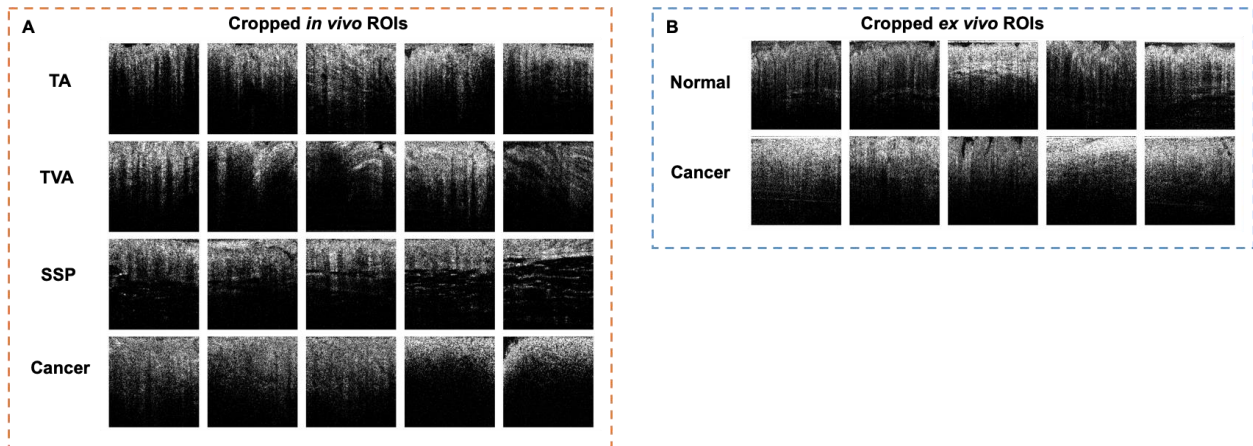 A
Cropped in vivo ROIs
TA
TVA
SSP
Cancer
B
Cropped ex vivo ROIs
Normal
Cancer